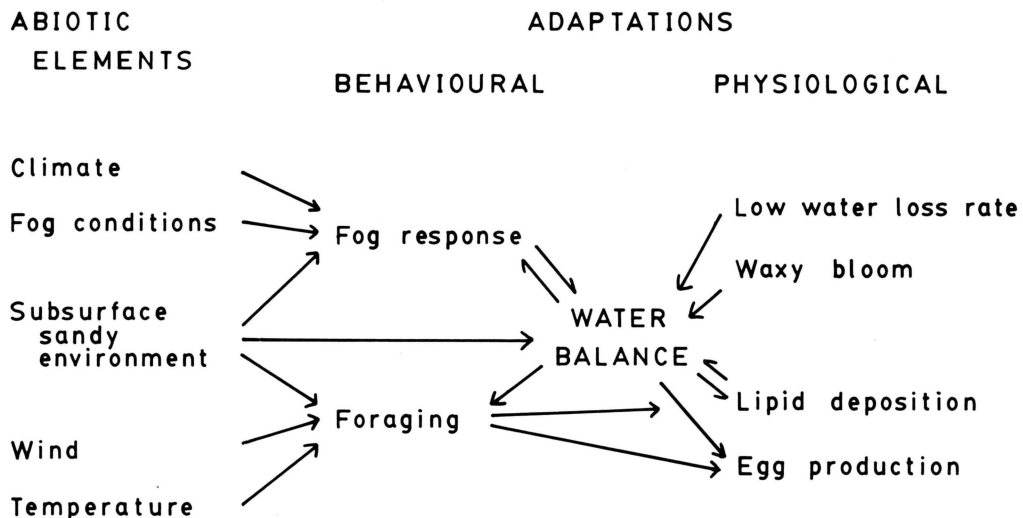 ABIOTIC
ELEMENTS
ADAPTATIONS
BEHAVIOURAL
PHYSIOLOGICAL
Climate
Fog conditions
Subsurface
sandy
environment
Wind
Temperature
Fog response
Foraging
WATER
BALANCE
Low water loss rate
Waxy bloom
Lipid deposition
Egg production